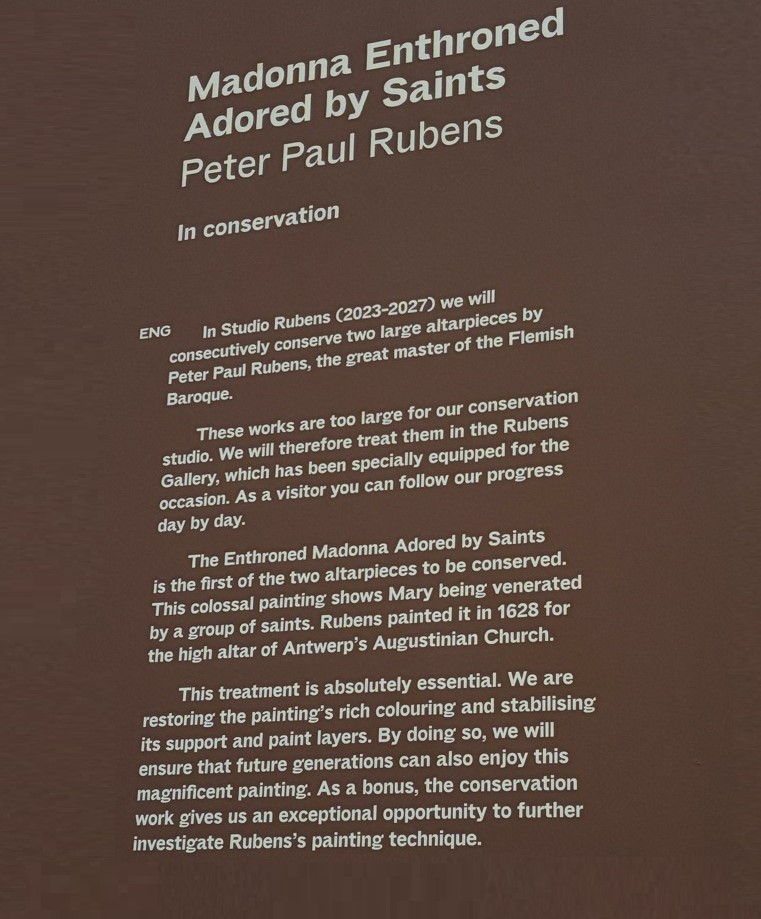 Madonna Enthroned
Adored by Saints
Peter Paul Rubens
In conservation
ENG In Studio Rubens (2023-2027) we will
consecutively conserve two large altarpieces by
Peter Paul Rubens, the great master of the Flemish
Baroque.
These works are too large for our conservation
studio. We will therefore treat them in the Rubens
Gallery, which has been specially equipped for the
occasion. As a visitor you can follow our progress
day by day.
The Enthroned Madonna Adored by Saints
is the first of the two altarpieces to be conserved.
This colossal painting shows Mary being venerated
by a group of saints. Rubens painted it in 1628 for
the high altar of Antwerp's Augustinian Church.
This treatment is absolutely essential. We are
restoring the painting's rich colouring and stabilising
its support and paint layers. By doing so, we will
ensure that future generations can also enjoy this
magnificent painting. As a bonus, the conservation
work gives us an exceptional opportunity to further
investigate Rubens's painting technique.